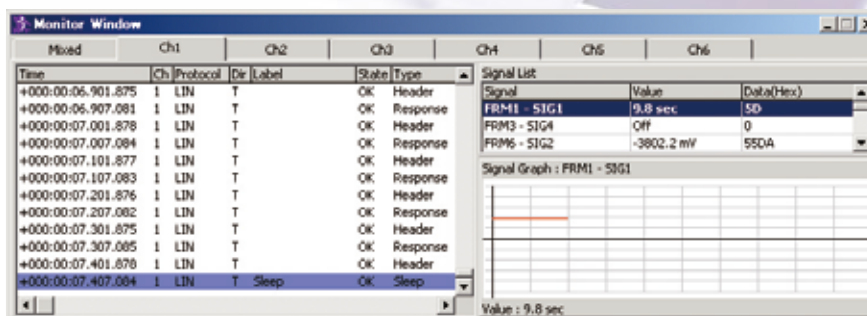 Monitor Window
Mixed Ch1 Ch2 Ch3 Ch4 Ch5 Ch6
Time Ch Protocol Dir Label State Type
+000:00:06.901.875 1 LIN T OK Header
+000:00:06.907.081 1 LIN T OK Response
+000:00:07.001.878 1 LIN T OK Header
+000:00:07.007.084 1 LIN T OK Response
+000:00:07.101.877 1 LIN T OK Header
+000:00:07.107.083 1 LIN T OK Response
+000:00:07.201.876 1 LIN T OK Header
+000:00:07.207.082 1 LIN T OK Response
+000:00:07.301.875 1 LIN T OK Header
+000:00:07.307.085 1 LIN T OK Response
+000:00:07.401.878 1 LIN T OK Header
+000:00:07.407.084 1 LIN T Sleep OK Sleep
Signal List
Signal Value Data(Hex)
FRM1 - SIG1 9.8 sec 5D
FRM3 - SIG4 Off 0
FRM6 - SIG2 -3802.2 mV 55DA
Signal Graph : FRM1 - SIG1
Value : 9.8 sec